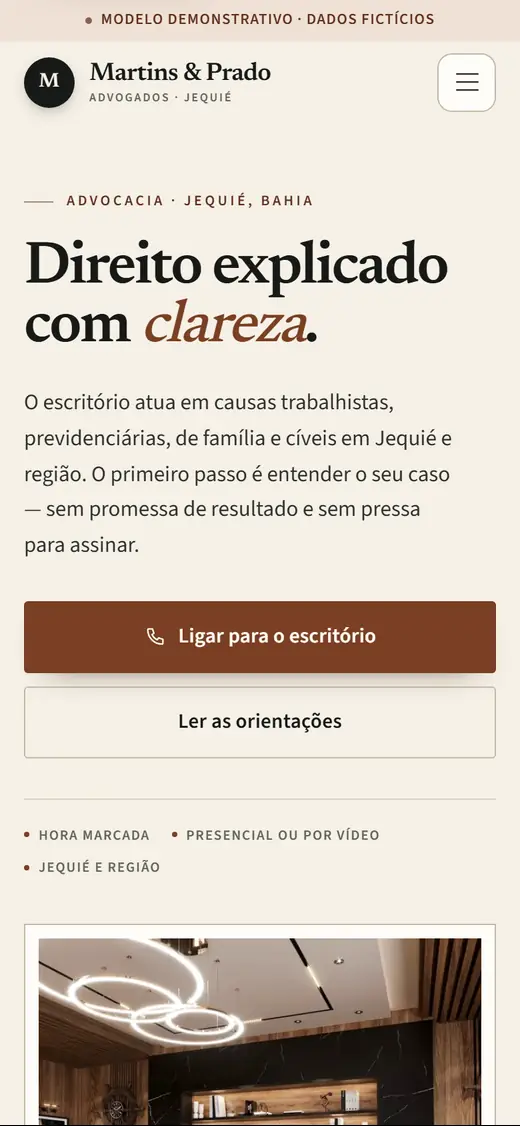 MODELO DEMONSTRATIVO · DADOS FICTÍCIOS
M
Martins & Prado
ADVOGADOS · JEQUIÉ
ADVOCACIA · JEQUIÉ, BAHIA
Direito explicado
com clareza.
O escritório atua em causas trabalhistas,
previdenciárias, de família e cíveis em Jequié e
região. O primeiro passo é entender o seu caso
— sem promessa de resultado e sem pressa
para assinar.
Ligar para o escritório
Ler as orientações
HORA MARCADA
PRESENCIAL OU POR VÍDEO
JEQUIÉ E REGIÃO